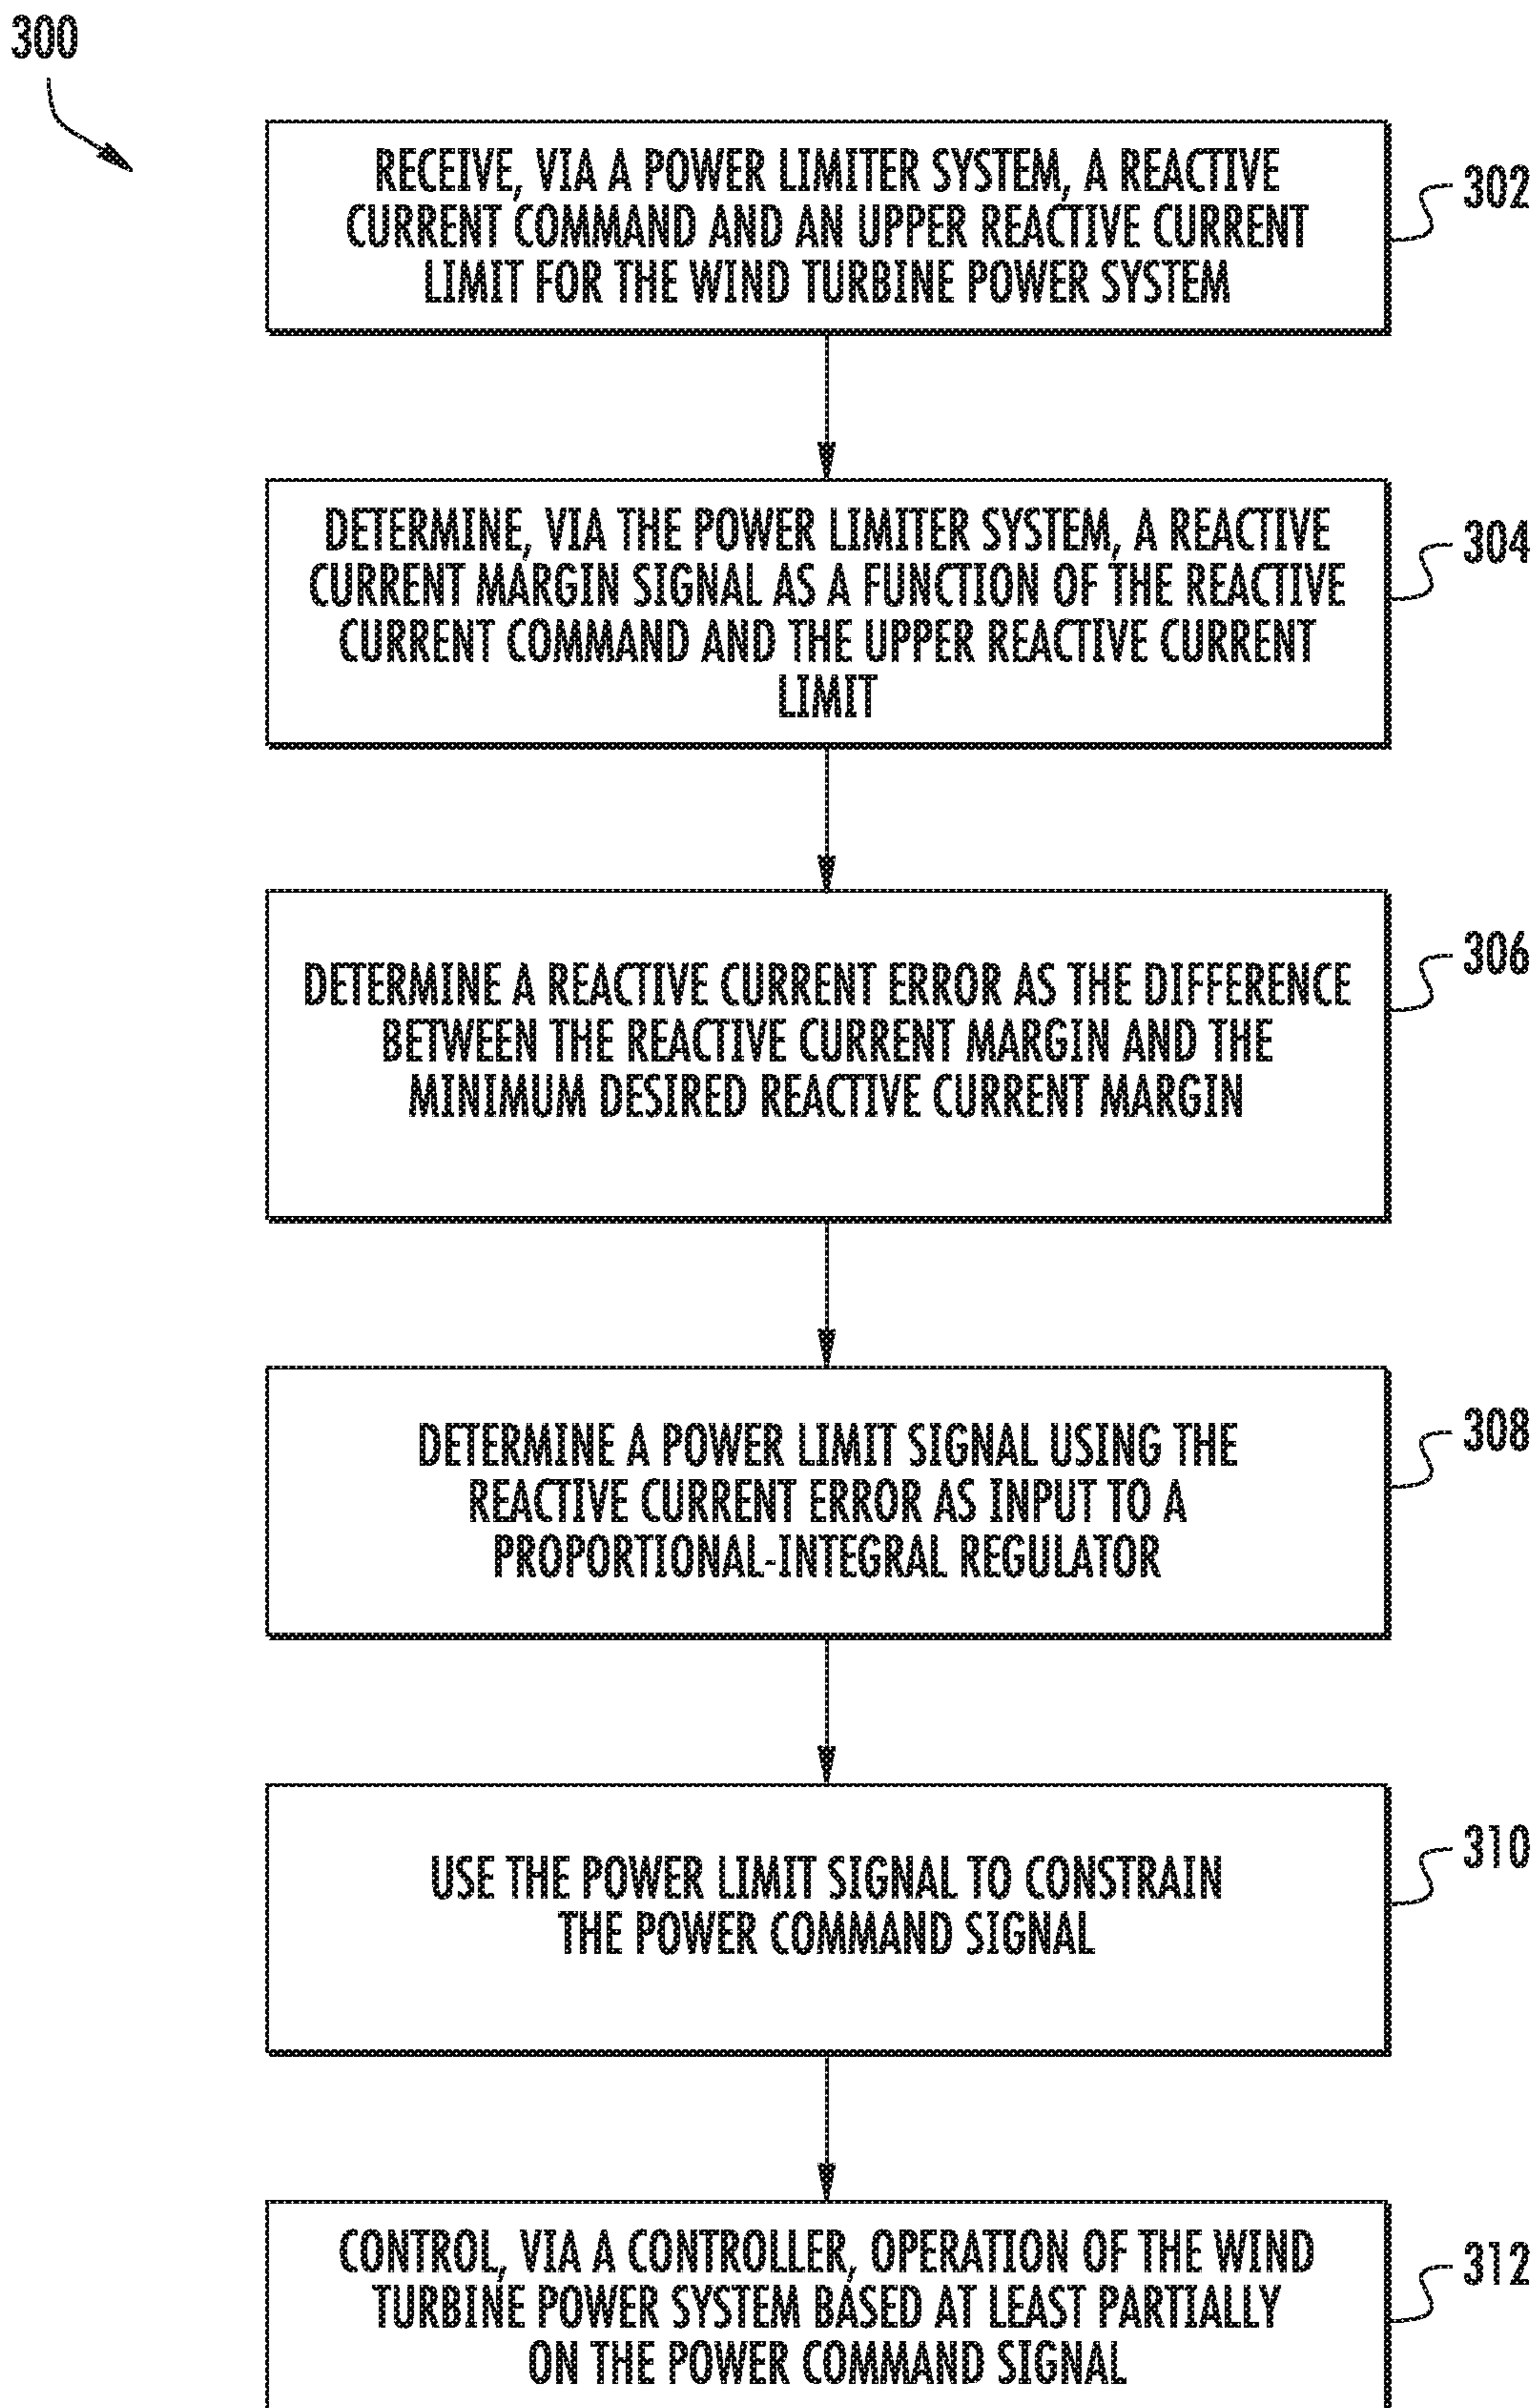 300
RECEIVE, VIA A POWER LIMITER SYSTEM, A REACTIVE
CURRENT COMMAND AND AN UPPER REACTIVE CURRENT
LIMIT FOR THE WIND TURBINE POWER SYSTEM
302
DETERMINE, VIA THE POWER LIMITER SYSTEM, A REACTIVE
CURRENT MARGIN SIGNAL AS A FUNCTION OF THE REACTIVE
CURRENT COMMAND AND THE UPPER REACTIVE CURRENT
LIMIT
304
DETERMINE A REACTIVE CURRENT ERROR AS THE DIFFERENCE
BETWEEN THE REACTIVE CURRENT MARGIN AND THE
MINIMUM DESIRED REACTIVE CURRENT MARGIN
306
DETERMINE A POWER LIMIT SIGNAL USING THE
REACTIVE CURRENT ERROR AS INPUT TO A
PROPORTIONAL-INTEGRAL REGULATOR
308
USE THE POWER LIMIT SIGNAL TO CONSTRAIN
THE POWER COMMAND SIGNAL
310
CONTROL, VIA A CONTROLLER, OPERATION OF THE WIND
TURBINE POWER SYSTEM BASED AT LEAST PARTIALLY
ON THE POWER COMMAND SIGNAL
312